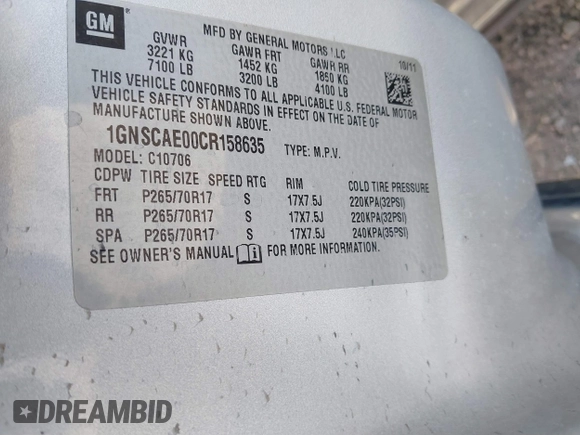 GM
MFD BY GENERAL MOTORS LLC
GVWR GAWR FRT GAWR RR 10/11
3221 KG 1452 KG 1850 KG
7100 LB 3200 LB 4100 LB
THIS VEHICLE CONFORMS TO ALL APPLICABLE U.S. FEDERAL MOTOR
VEHICLE SAFETY STANDARDS IN EFFECT ON THE DATE OF
MANUFACTURE SHOWN ABOVE.
1GNSCAE00CR158635 TYPE: M.P.V.
MODEL: C10706
CDPW TIRE SIZE SPEED RTG RIM COLD TIRE PRESSURE
FRT P265/70R17 S 17X7.5J 220KPA(32PSI)
RR P265/70R17 S 17X7.5J 220KPA(32PSI)
SPA P265/70R17 S 17X7.5J 240KPA(35PSI)
SEE OWNER'S MANUAL FOR MORE INFORMATION.
DREAMBID